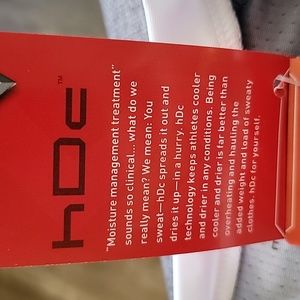 hDc™
"Moisture management treatment"
sounds so clinical... what do we
really mean? We mean: You
sweat—hDc spreads it out and
dries it up—in a hurry. hDc
technology keeps athletes cooler
and drier in any conditions. Being
cooler and drier is far better than
overheating and hauling the
added weight and load of sweaty
clothes. hDc for yourself.